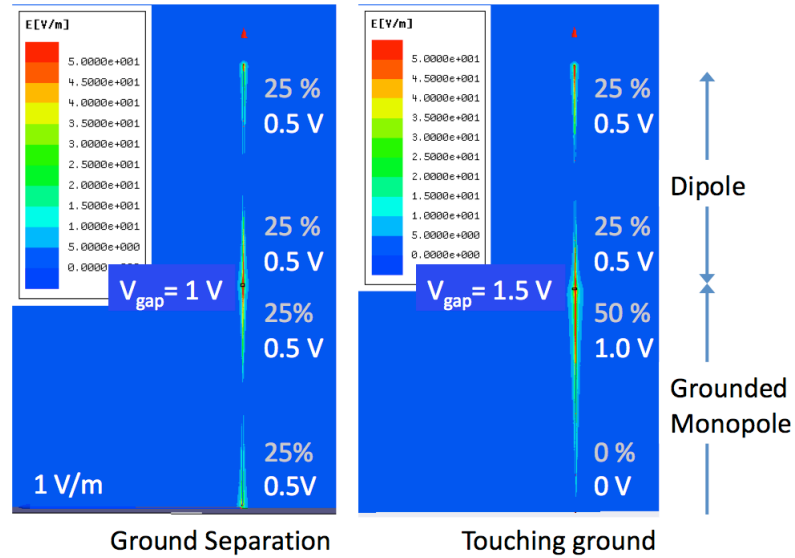 E[V/m]
5.0000e+001
4.5000e+001
4.0000e+001
3.5000e+001
3.0000e+001
2.5000e+001
2.0000e+001
1.5000e+001
1.0000e+001
5.0000e+000
0.0000e+000
25 %
0.5 V
25 %
0.5 V
Vgap= 1 V
25%
0.5 V
25%
0.5V
1 V/m
Ground Separation
E[V/m]
5.0000e+001
4.5000e+001
4.0000e+001
3.5000e+001
3.0000e+001
2.5000e+001
2.0000e+001
1.5000e+001
1.0000e+001
5.0000e+000
0.0000e+000
25 %
0.5 V
25 %
0.5 V
Vgap= 1.5 V
50 %
1.0 V
0 %
0 V
Touching ground
Dipole
Grounded
Monopole